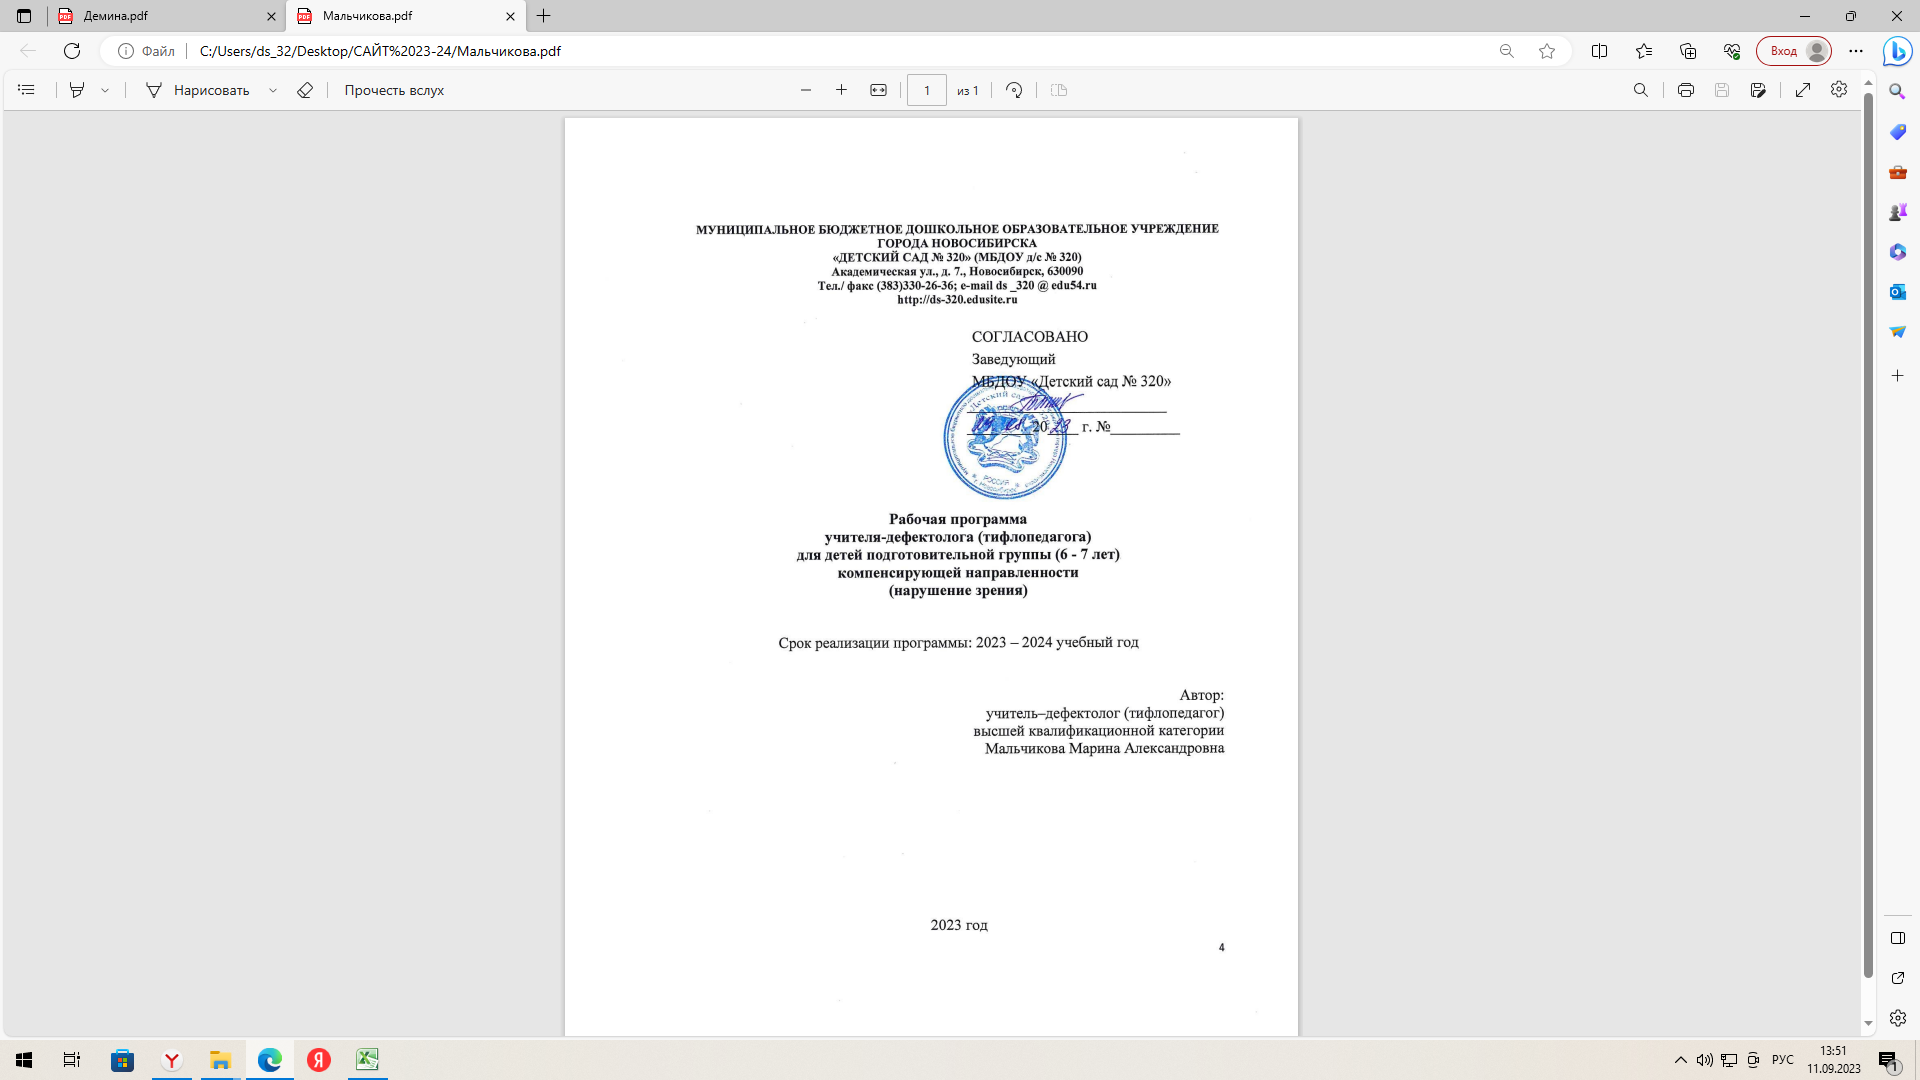 Демина.pdf
Мальчикова.pdf
Файл
C:/Users/ds_32/Desktop/САЙТ%2023-24/Мальчикова.pdf
Вход
Нарисовать
Прочесть вслух
1
из 1
МУНИЦИПАЛЬНОЕ БЮДЖЕТНОЕ ДОШКОЛЬНОЕ ОБРАЗОВАТЕЛЬНОЕ УЧРЕЖДЕНИЕ
ГОРОДА НОВОСИБИРСКА
«ДЕТСКИЙ САД № 320» (МБДОУ д/с № 320)
Академическая ул., д. 7., Новосибирск, 630090
Тел./ факс (383)330-26-36; e-mail ds _320 @ edu54.ru
http://ds-320.edusite.ru
СОГЛАСОВАНО
Заведующий
МБДОУ «Детский сад № 320»
2023 г. №
РОССИЯ
Рабочая программа
учителя-дефектолога (тифлопедагога)
для детей подготовительной группы (6 - 7 лет)
компенсирующей направленности
(нарушение зрения)
Срок реализации программы: 2023 – 2024 учебный год
Автор:
учитель–дефектолог (тифлопедагог)
высшей квалификационной категории
Мальчикова Марина Александровна
2023 год
4
РУС
13:51
11.09.2023
1